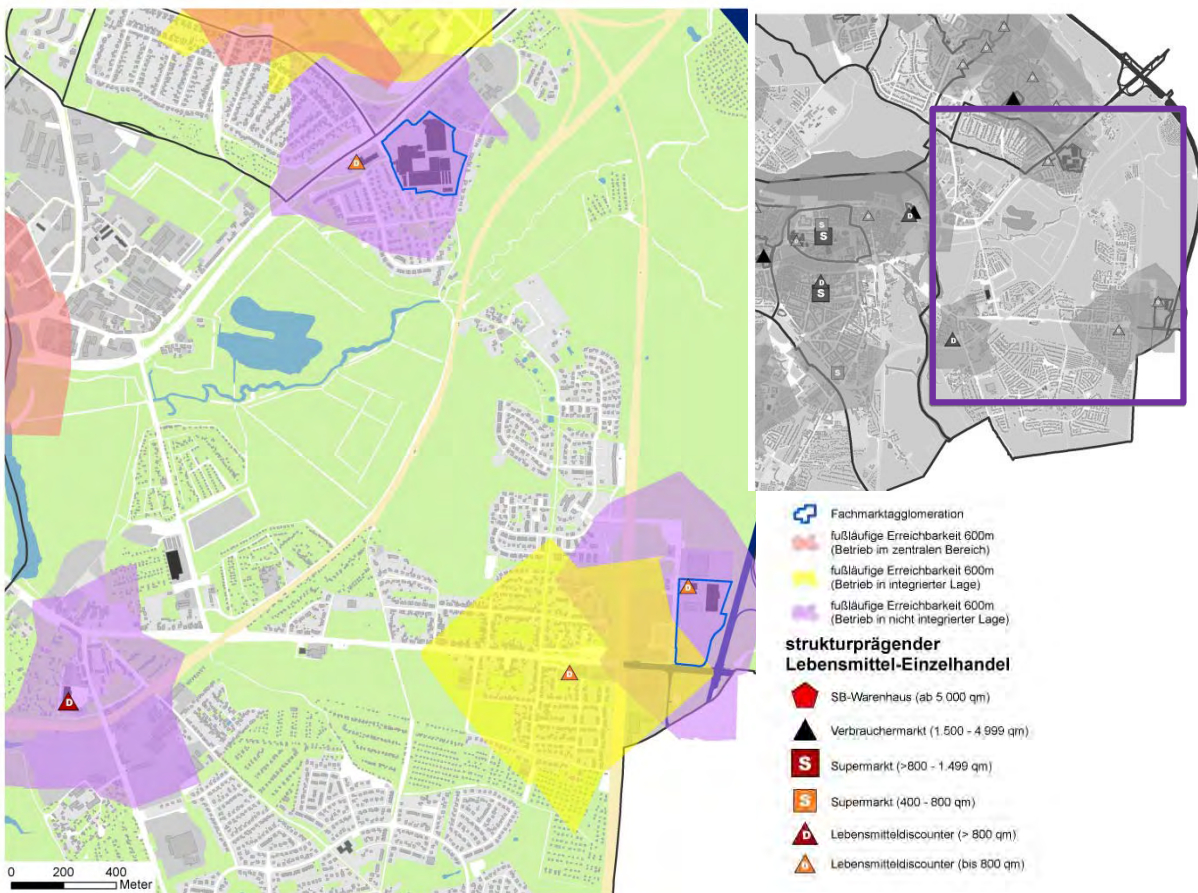 D
D
D
D
0 200 400
Meter
D
S
S
D
S
S
D
Fachmarktagglomeration
fußläufige Erreichbarkeit 600m
(Betrieb im zentralen Bereich)
fußläufige Erreichbarkeit 600m
(Betrieb in integrierter Lage)
fußläufige Erreichbarkeit 600m
(Betrieb in nicht integrierter Lage)
strukturprägender
Lebensmittel-Einzelhandel
SB-Warenhaus (ab 5.000 qm)
Verbrauchermarkt (1.500 - 4.999 qm)
S Supermarkt (>800 - 1.499 qm)
S Supermarkt (400 - 800 qm)
D Lebensmitteldiscounter (> 800 qm)
D Lebensmitteldiscounter (bis 800 qm)